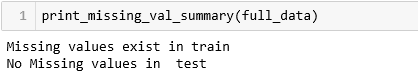 1 print_missing_val_summary(full_data)
Missing values exist in train
No Missing values in  test